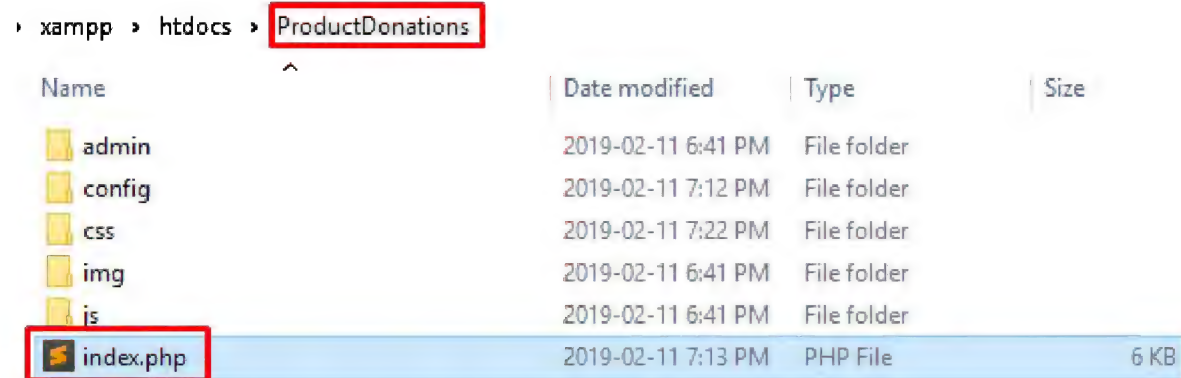 xampp › htdocs › ProductDonations
Name Date modified Type Size
admin 2019-02-11 6:41 PM File folder
config 2019-02-11 7:12 PM File folder
css 2019-02-11 7:22 PM File folder
img 2019-02-11 6:41 PM File folder
js 2019-02-11 6:41 PM File folder
index.php 2019-02-11 7:13 PM PHP File 6 KB